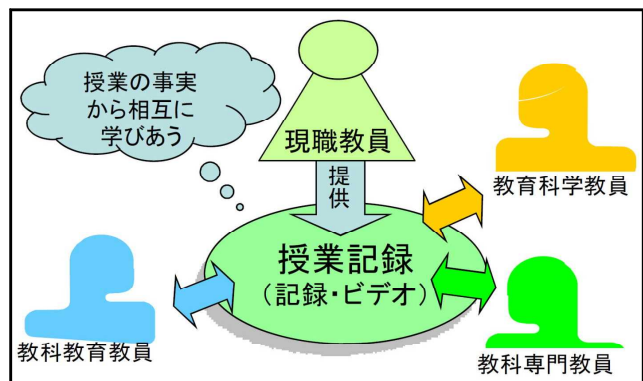 授業の事実
から相互に
学びあう
現職教員
提供
教育科学教員
授業記録
（記録・ビデオ）
教科教育教員
教科専門教員